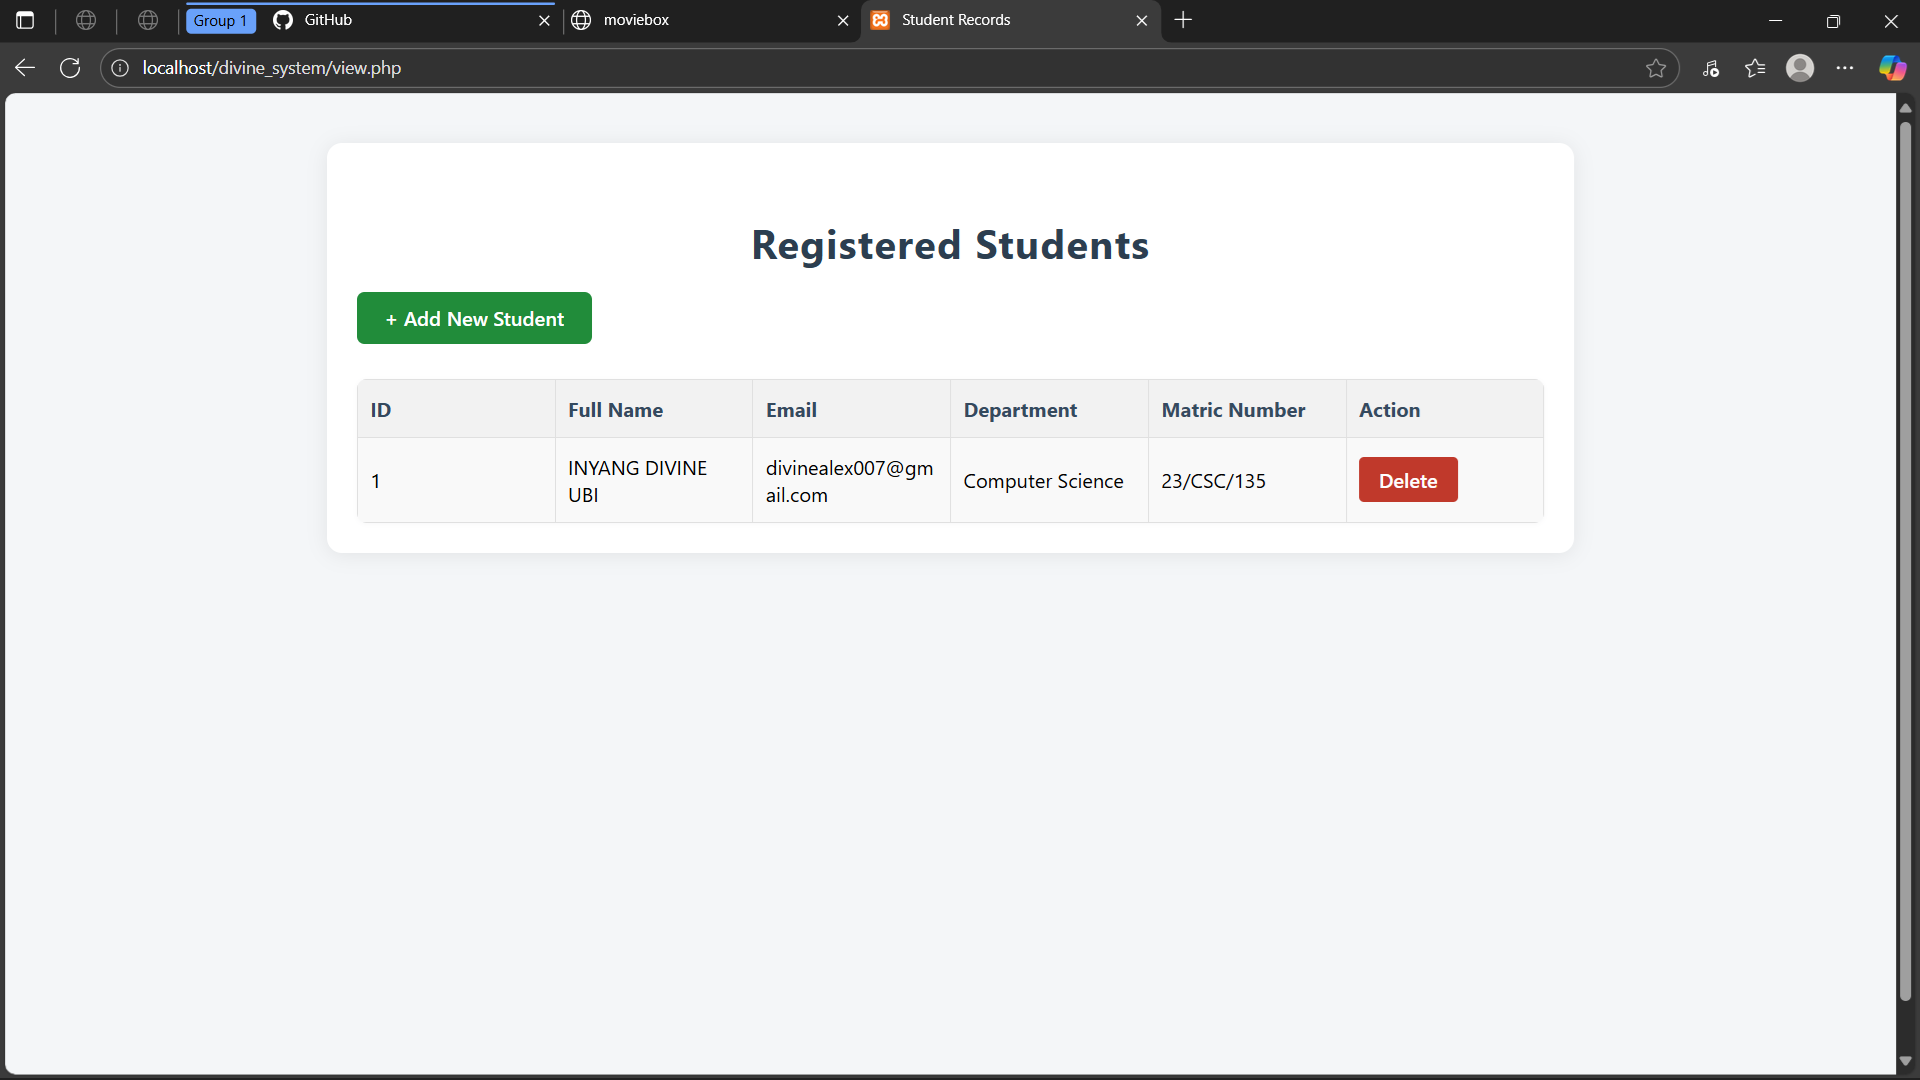 Group 1
GitHub
moviebox
Student Records
localhost/divine_system/view.php
Registered Students
+ Add New Student
ID Full Name Email Department Matric Number Action
1 INYANG DIVINE UBI divinealex007@gmail.com Computer Science 23/CSC/135 Delete